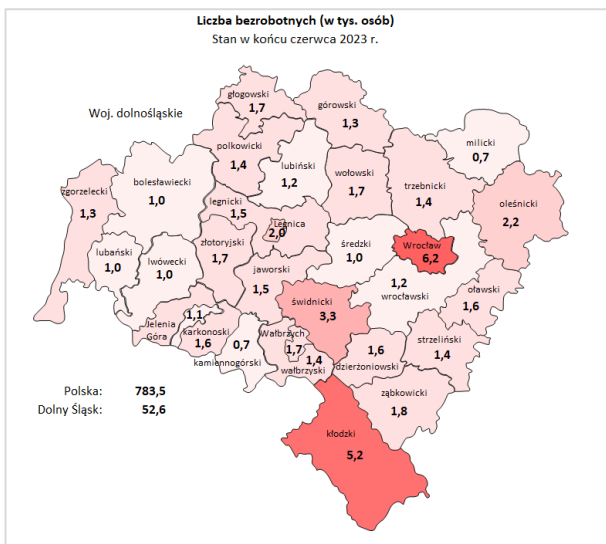 Liczba bezrobotnych (w tys. osób)
Stan w końcu czerwca 2023 r.
Woj. dolnośląskie
głogowski
1,7
górowski
1,3
milicki
0,7
polkowicki
1,4
lubiński
1,2
wołowski
1,7
trzebnicki
1,4
oleśnicki
2,2
zgorzelecki
1,3
bolesławiecki
1,0
legnicki
1,5
Legnica
2,0
złotoryjski
1,7
średzki
1,0
Wrocław
6,2
lubański
1,0
lwówecki
1,0
jaworski
1,5
1,2
wrocławski
oławski
1,6
świdnicki
3,3
Jelenia
Góra
1,1
karkonoski
1,6
0,7
kamiennogórski
Wałbrzych
1,7
1,4
wałbrzyski
1,6
dzierżoniowski
strzeliński
1,4
ząbkowicki
1,8
kłodzki
5,2
Polska: 783,5
Dolny Śląsk: 52,6